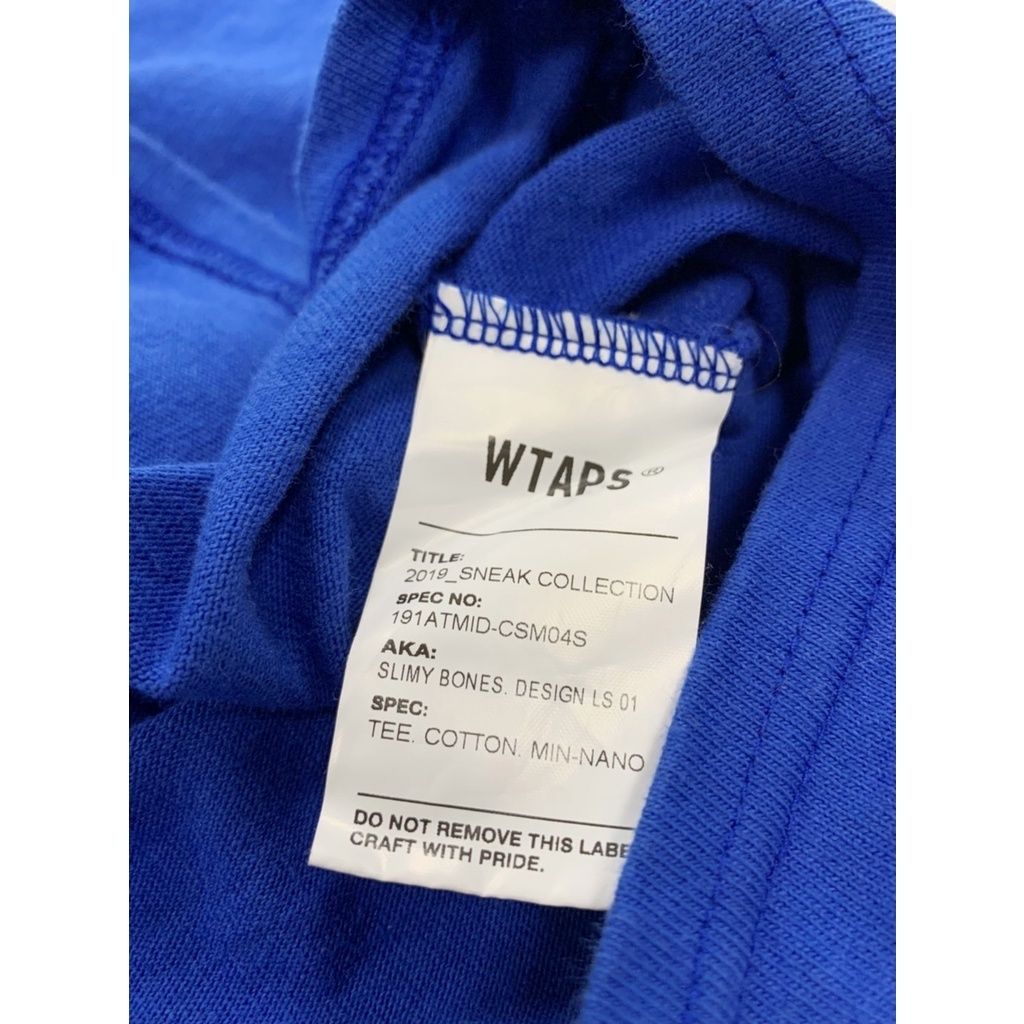 WTAPS®
TITLE:
2019_SNEAK COLLECTION
SPEC NO:
191ATMID-CSM04S
AKA:
SLIMY BONES. DESIGN LS 01
SPEC:
TEE. COTTON. MIN-NANO
DO NOT REMOVE THIS LABE
CRAFT WITH PRIDE.